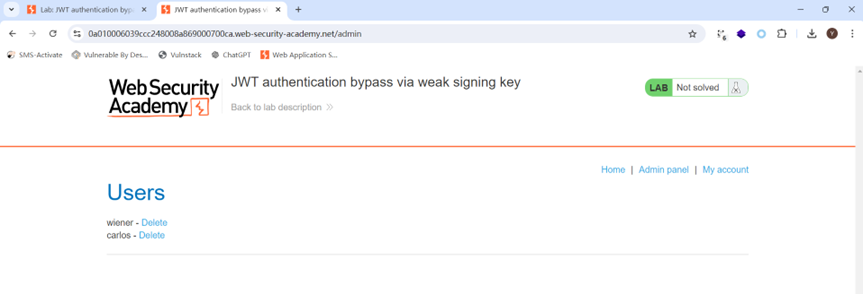 Lab: JWT authentication byp
JWT authentication bypass v
0a010006039ccc248008a869000700ca.web-security-academy.net/admin
SMS-Activate
Vulnerable By Des...
Vulnstack
ChatGPT
Web Application S...
Web Security
Academy
JWT authentication bypass via weak signing key
Back to lab description
LAB Not solved
Home | Admin panel | My account
Users
wiener - Delete
carlos - Delete